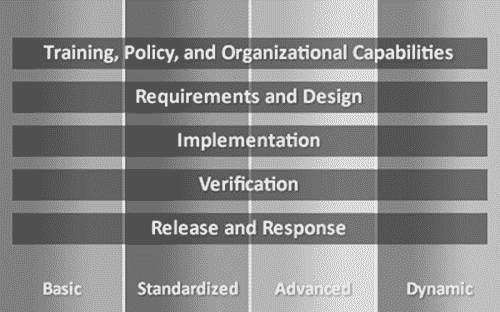 Training, Policy, and Organizational Capabilities
Requirements and Design
Implementation
Verification
Release and Response
Basic Standardized Advanced Dynamic